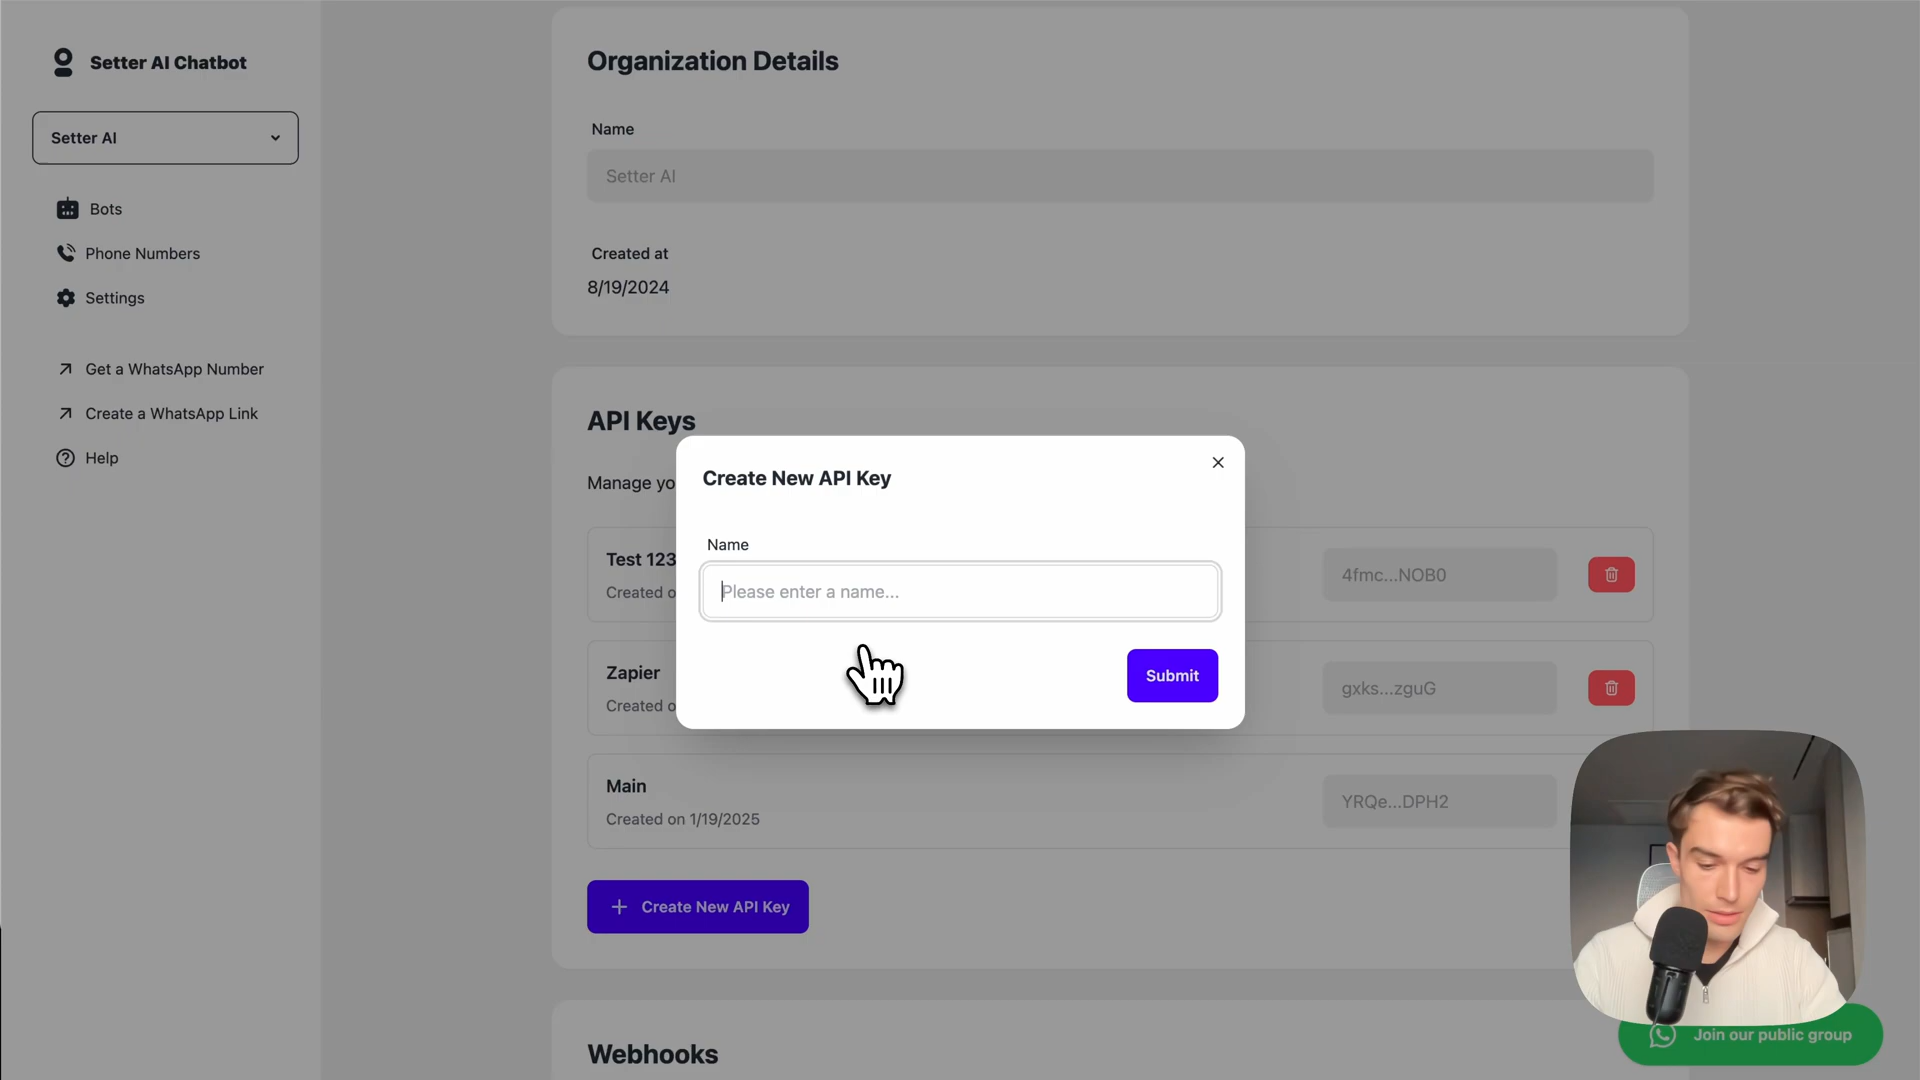 Setter AI Chatbot
Setter AI
Bots
Phone Numbers
Settings
Get a WhatsApp Number
Create a WhatsApp Link
Help
Organization Details
Name
Setter AI
Created at
8/19/2024
API Keys
Manage yo
Test 123
Created o
4fmc...NOB0
Zapier
Created o
gxks...zguG
Main
Created on 1/19/2025
YRQe...DPH2
Create New API Key
Create New API Key
Name
Please enter a name...
Submit
Webhooks
Join our public group